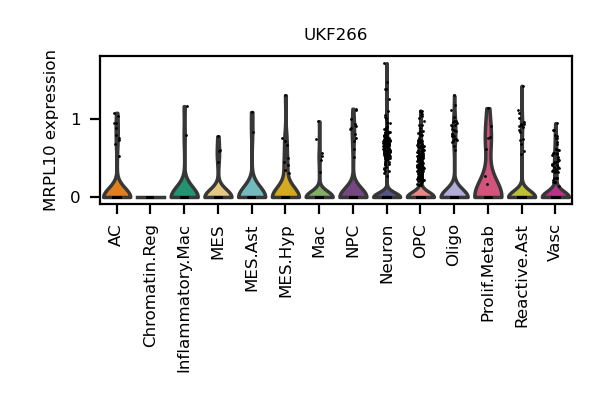 UKF266
MRPL10 expression
1
0
AC
Chromatin.Reg
Inflammatory.Mac
MES
MES.Ast
MES.Hyp
Mac
NPC
Neuron
OPC
Oligo
Prolif.Metab
Reactive.Ast
Vasc